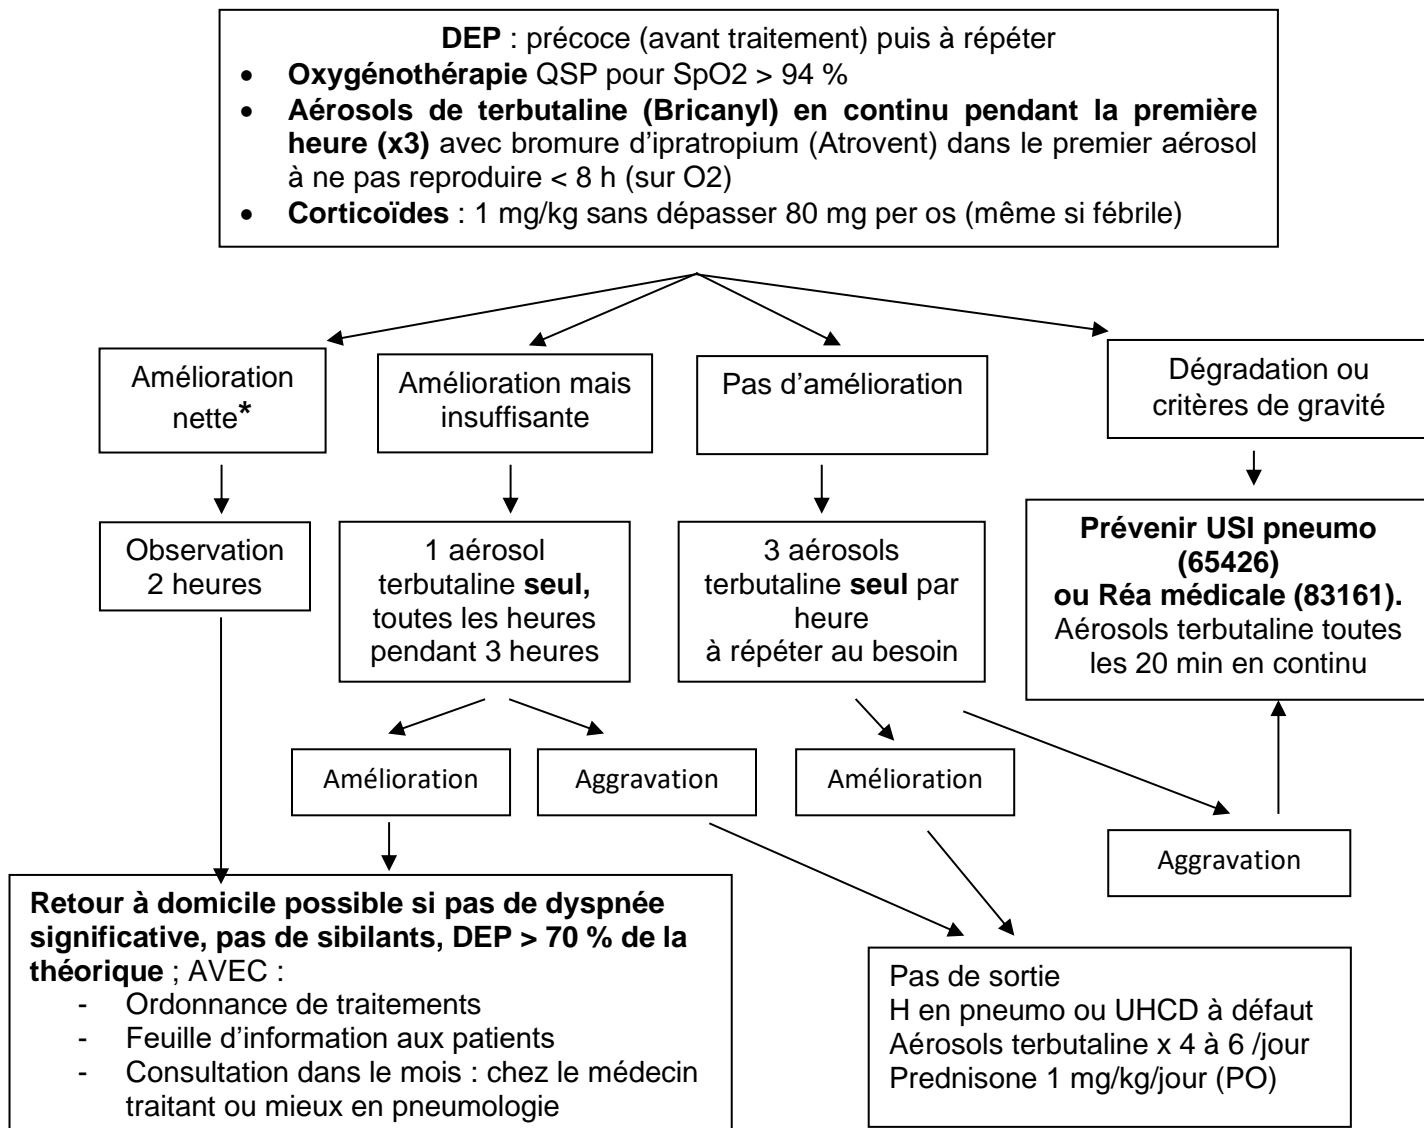 DEP : précoce (avant traitement) puis à répéter
• Oxygénothérapie QSP pour SpO2 > 94 %
• Aérosols de terbutaline (Bricanyl) en continu pendant la première
heure (x3) avec bromure d’ipratropium (Atrovent) dans le premier aérosol
à ne pas reproduire < 8 h (sur O2)
• Corticoïdes : 1 mg/kg sans dépasser 80 mg per os (même si fébrile)
Amélioration
nette*
Amélioration mais
insuffisante
Pas d’amélioration
Dégradation ou
critères de gravité
Observation
2 heures
1 aérosol
terbutaline seul,
toutes les heures
pendant 3 heures
3 aérosols
terbutaline seul par
heure
à répéter au besoin
Prévenir USI pneumo
(65426)
ou Réa médicale (83161).
Aérosols terbutaline toutes
les 20 min en continu
Amélioration
Aggravation
Amélioration
Aggravation
Retour à domicile possible si pas de dyspnée
significative, pas de sibilants, DEP > 70 % de la
théorique ; AVEC :
- Ordonnance de traitements
- Feuille d’information aux patients
- Consultation dans le mois : chez le médecin
traitant ou mieux en pneumologie
Pas de sortie
H en pneumo ou UHCD à défaut
Aérosols terbutaline x 4 à 6 /jour
Prednisone 1 mg/kg/jour (PO)